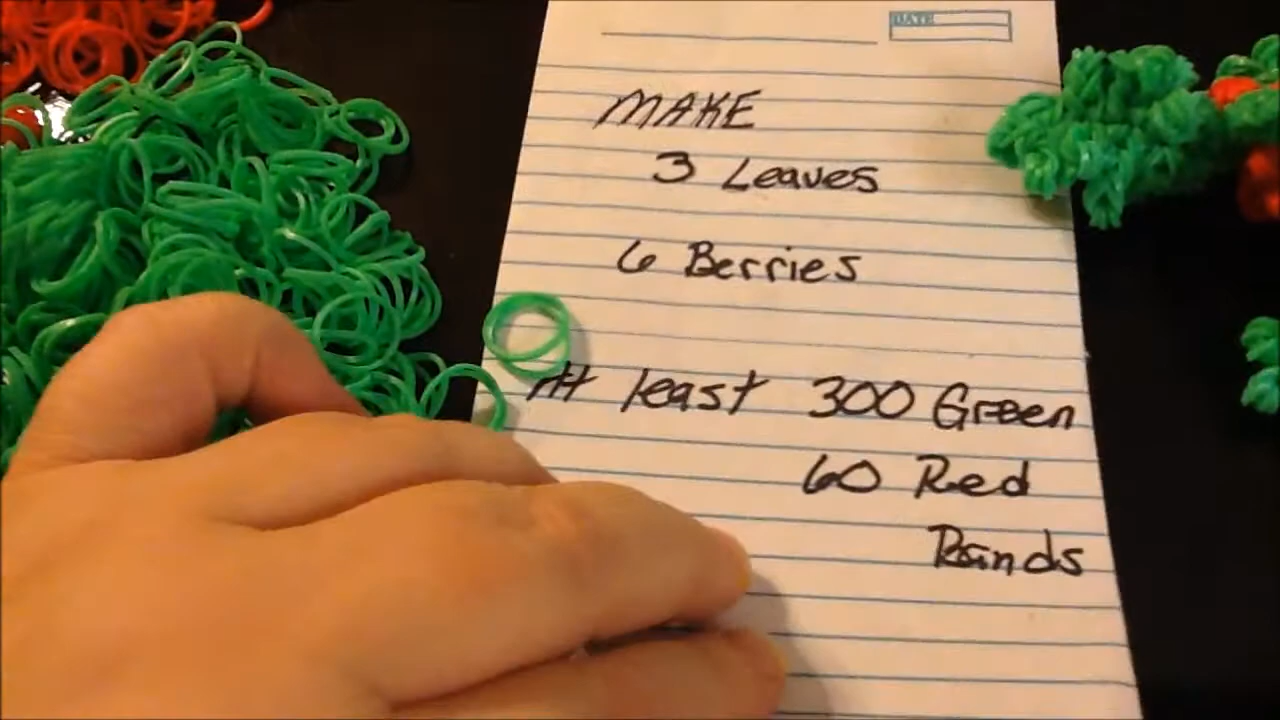 DATE
MAKE
3 Leaves
6 Berries
At least 300 Green
60 Red
Bands